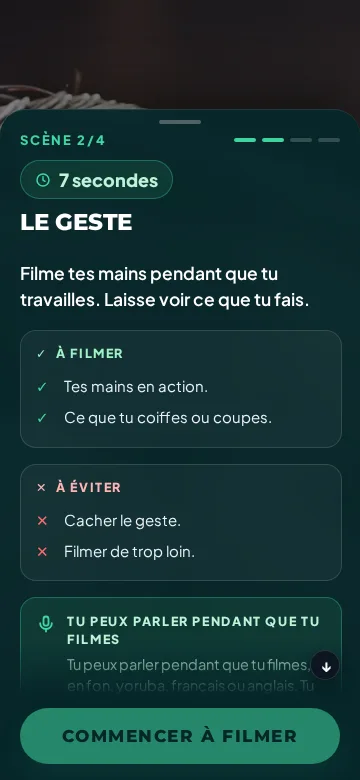 SCÈNE 2/4
7 secondes
LE GESTE
Filme tes mains pendant que tu
travailles. Laisse voir ce que tu fais.
✓ À FILMER
✓ Tes mains en action.
✓ Ce que tu coiffes ou coupes.
✕ À ÉVITER
✕ Cacher le geste.
✕ Filmer de trop loin.
TU PEUX PARLER PENDANT QUE TU
FILMES
Tu peux parler pendant que tu filmes,
en fon, yoruba, français ou anglais. Tu
COMMENCER À FILMER